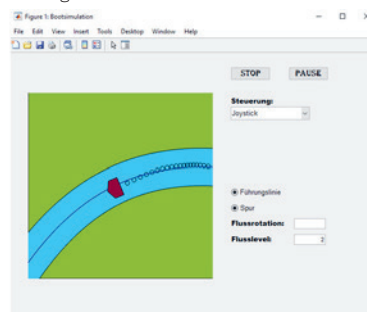 Figure 1: Bootsimulation
File Edit View Insert Tools Desktop Window Help
STOP PAUSE
Steuerung:
Joystick
Führungslinie
Spur
Flussrotation:
Flusslevel: 2